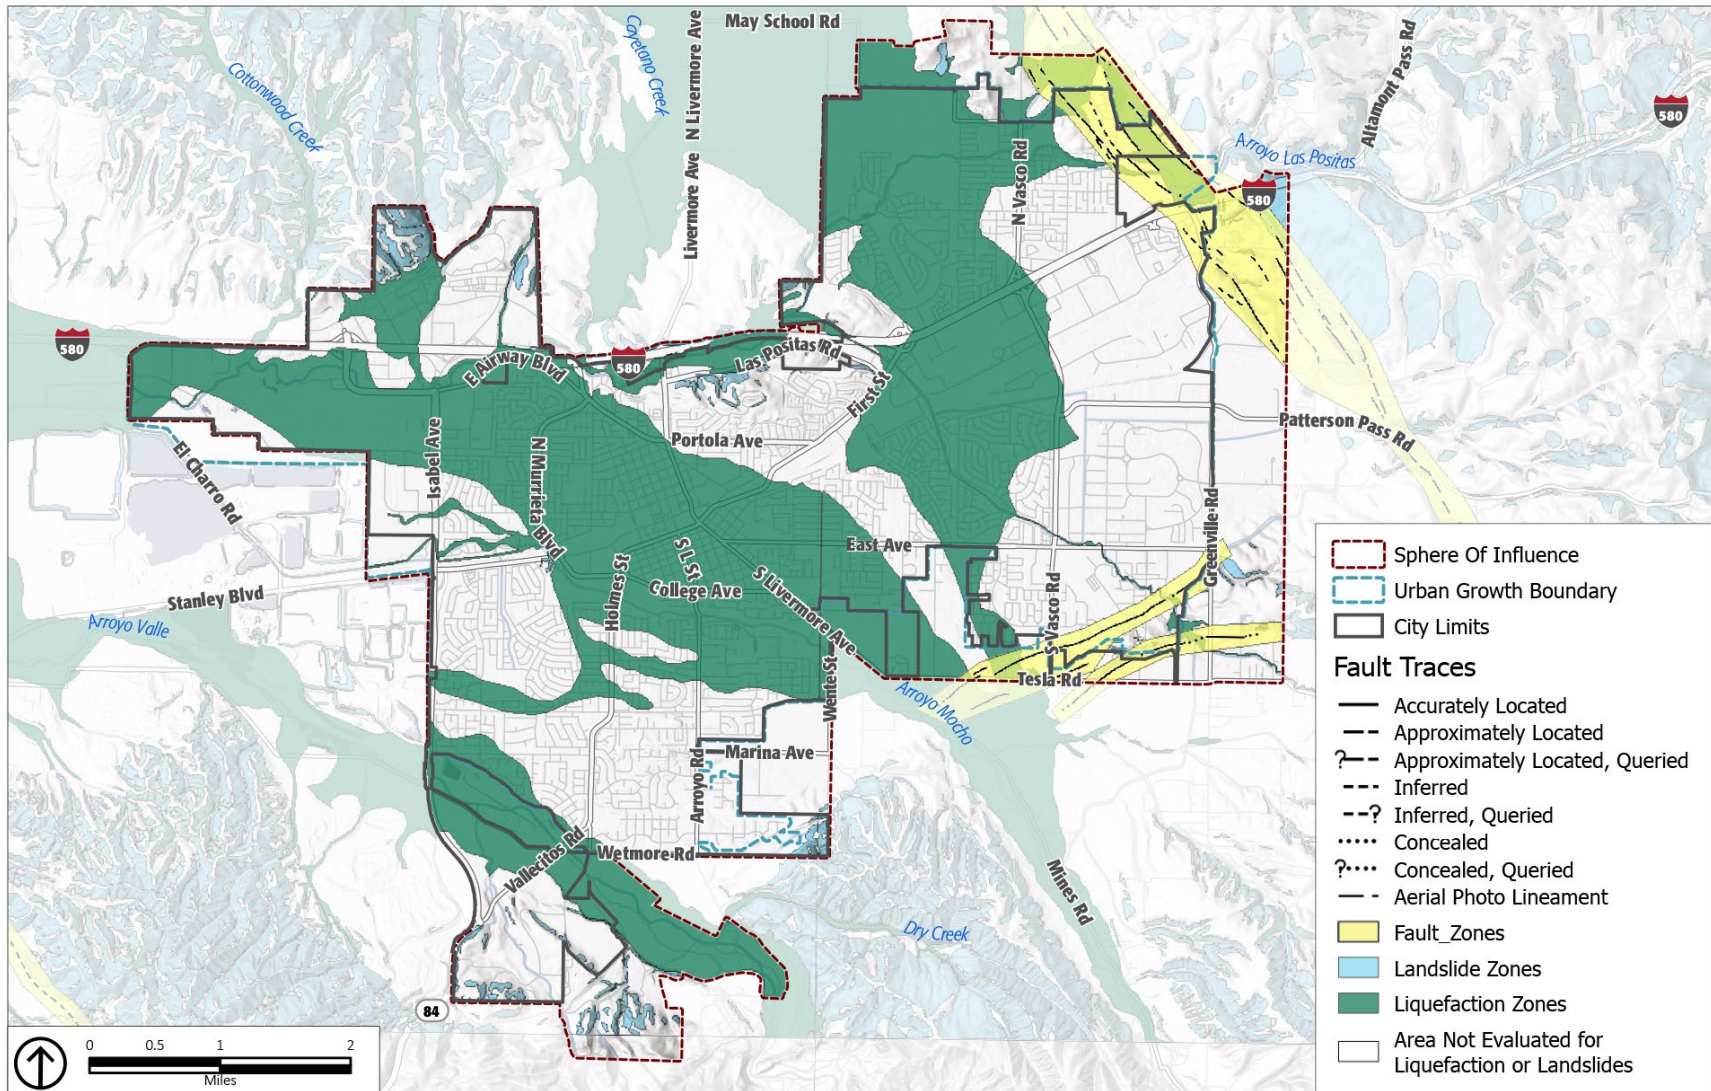 May School Rd
Cayetano Creek
N Livermore Ave
Livermore Ave
Cottonwood Creek
Altamont Pass Rd
580
Arroyo Las Positas
580
N Vasco Rd
580
580
E Airway Blvd
Las Positas Rd
First St
Patterson Pass Rd
Portola Ave
Isabel Ave
N Murrieta Blvd
El Charro Rd
Greenville Rd
East Ave
S L St
S Livermore Ave
Holmes St
College Ave
Stanley Blvd
Arroyo Valle
S Vasco Rd
Tesla Rd
Wente St
Arroyo Mocho
Marina Ave
Arroyo Rd
Wetmore Rd
Vallecitos Rd
Mines Rd
Dry Creek
84
0 0.5 1 2
Miles
Sphere Of Influence
Urban Growth Boundary
City Limits
Fault Traces
Accurately Located
Approximately Located
? Approximately Located, Queried
Inferred
? Inferred, Queried
Concealed
? Concealed, Queried
Aerial Photo Lineament
Fault_Zones
Landslide Zones
Liquefaction Zones
Area Not Evaluated for
Liquefaction or Landslides